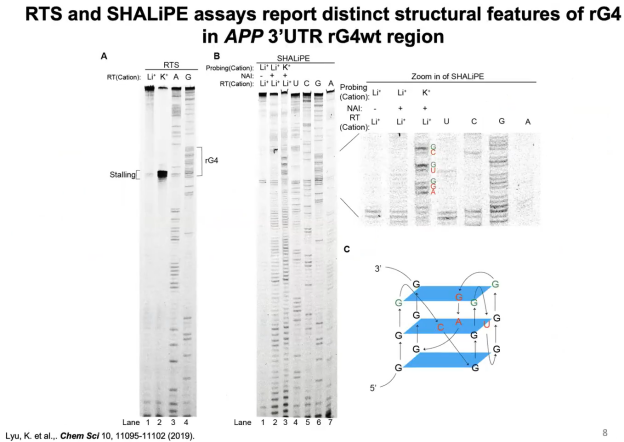 RTS and SHALiPE assays report distinct structural features of rG4
in APP 3'UTR rG4wt region
A
RTS
RT(Cation): Li⁺ K⁺ A G
Stalling
rG4
Lane 1 2 3 4
B
SHALiPE
Probing(Cation): Li⁺ Li⁺ K⁺
NAI: - + +
RT(Cation): Li⁺ Li⁺ Li⁺ U C G A
Lane 1 2 3 4 5 6 7
Zoom in of SHALiPE
Probing
(Cation): Li⁺ Li⁺ K⁺
NAI: - + +
RT
(Cation): Li⁺ Li⁺ Li⁺ U C G A
G
C
G
U
G
G
A
C
3'
G
G
G
G
G
G
C
A
U
G
G
G
G
G
G
5'
G
Lyu, K. et al.,. Chem Sci 10, 11095-11102 (2019).
8